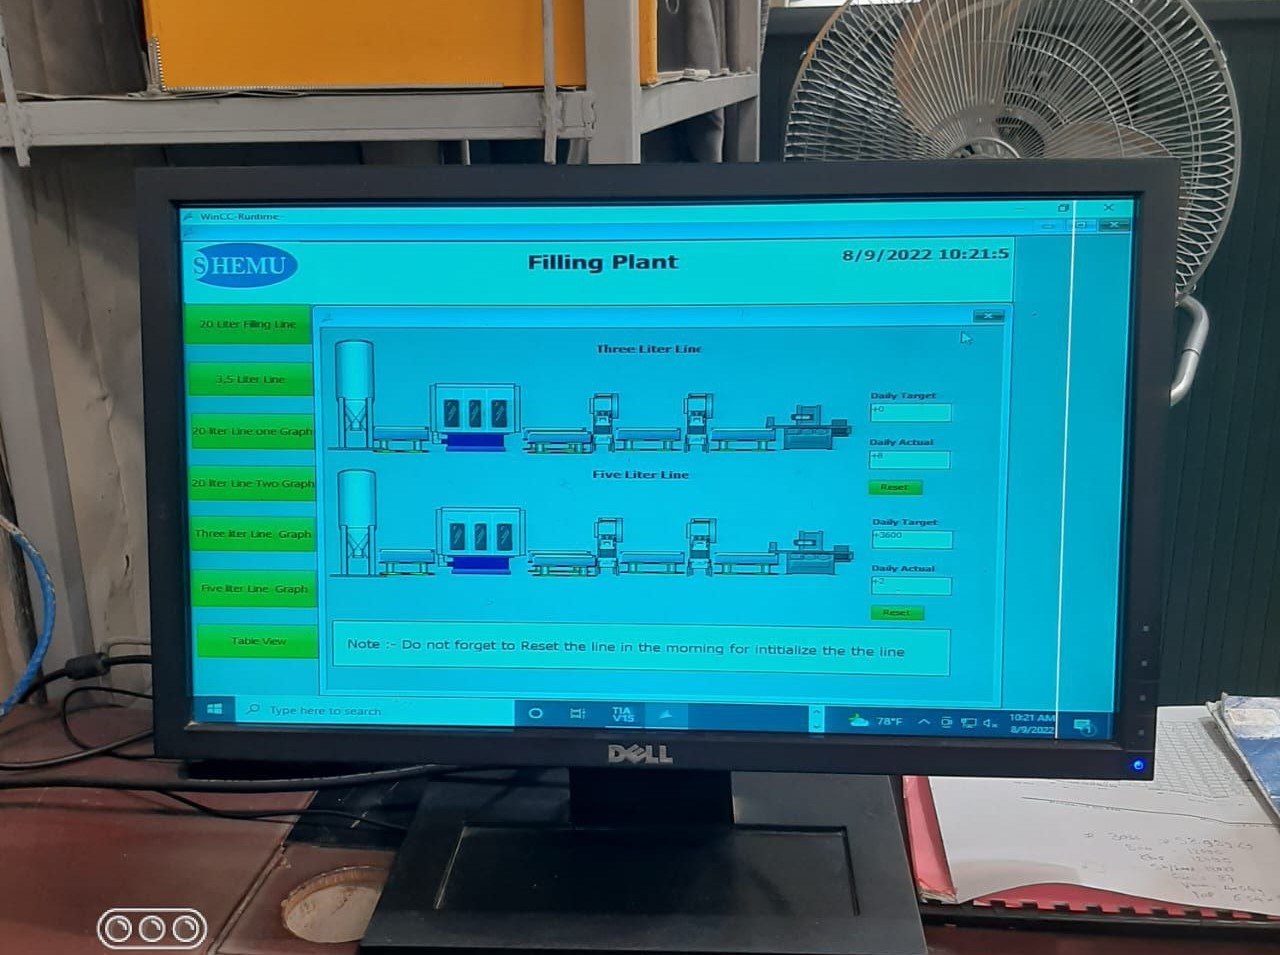 WinCC-Runtime
SHEMU
Filling Plant
8/9/2022 10:21:5
20 Liter Filing Line
3,5 Liter Line
20 liter Line one Graph
20 liter Line Two Graph
Three liter Line Graph
Five liter Line Graph
Table View
Three Liter Line
Daily Target
+0
Daily Actual
+8
Reset
Five Liter Line
Daily Target
+3600
Daily Actual
+2
Reset
Note :- Do not forget to Reset the line in the morning for intitialize the the line
Type here to search
TIA
V15
78°F
10:21 AM
8/9/2022
1
DELL